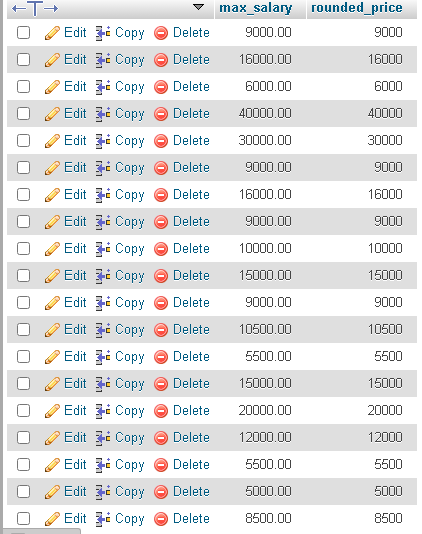 max_salary rounded_price
Edit Copy Delete 9000.00 9000
Edit Copy Delete 16000.00 16000
Edit Copy Delete 6000.00 6000
Edit Copy Delete 40000.00 40000
Edit Copy Delete 30000.00 30000
Edit Copy Delete 9000.00 9000
Edit Copy Delete 16000.00 16000
Edit Copy Delete 9000.00 9000
Edit Copy Delete 10000.00 10000
Edit Copy Delete 15000.00 15000
Edit Copy Delete 9000.00 9000
Edit Copy Delete 10500.00 10500
Edit Copy Delete 5500.00 5500
Edit Copy Delete 15000.00 15000
Edit Copy Delete 20000.00 20000
Edit Copy Delete 12000.00 12000
Edit Copy Delete 5500.00 5500
Edit Copy Delete 5000.00 5000
Edit Copy Delete 8500.00 8500